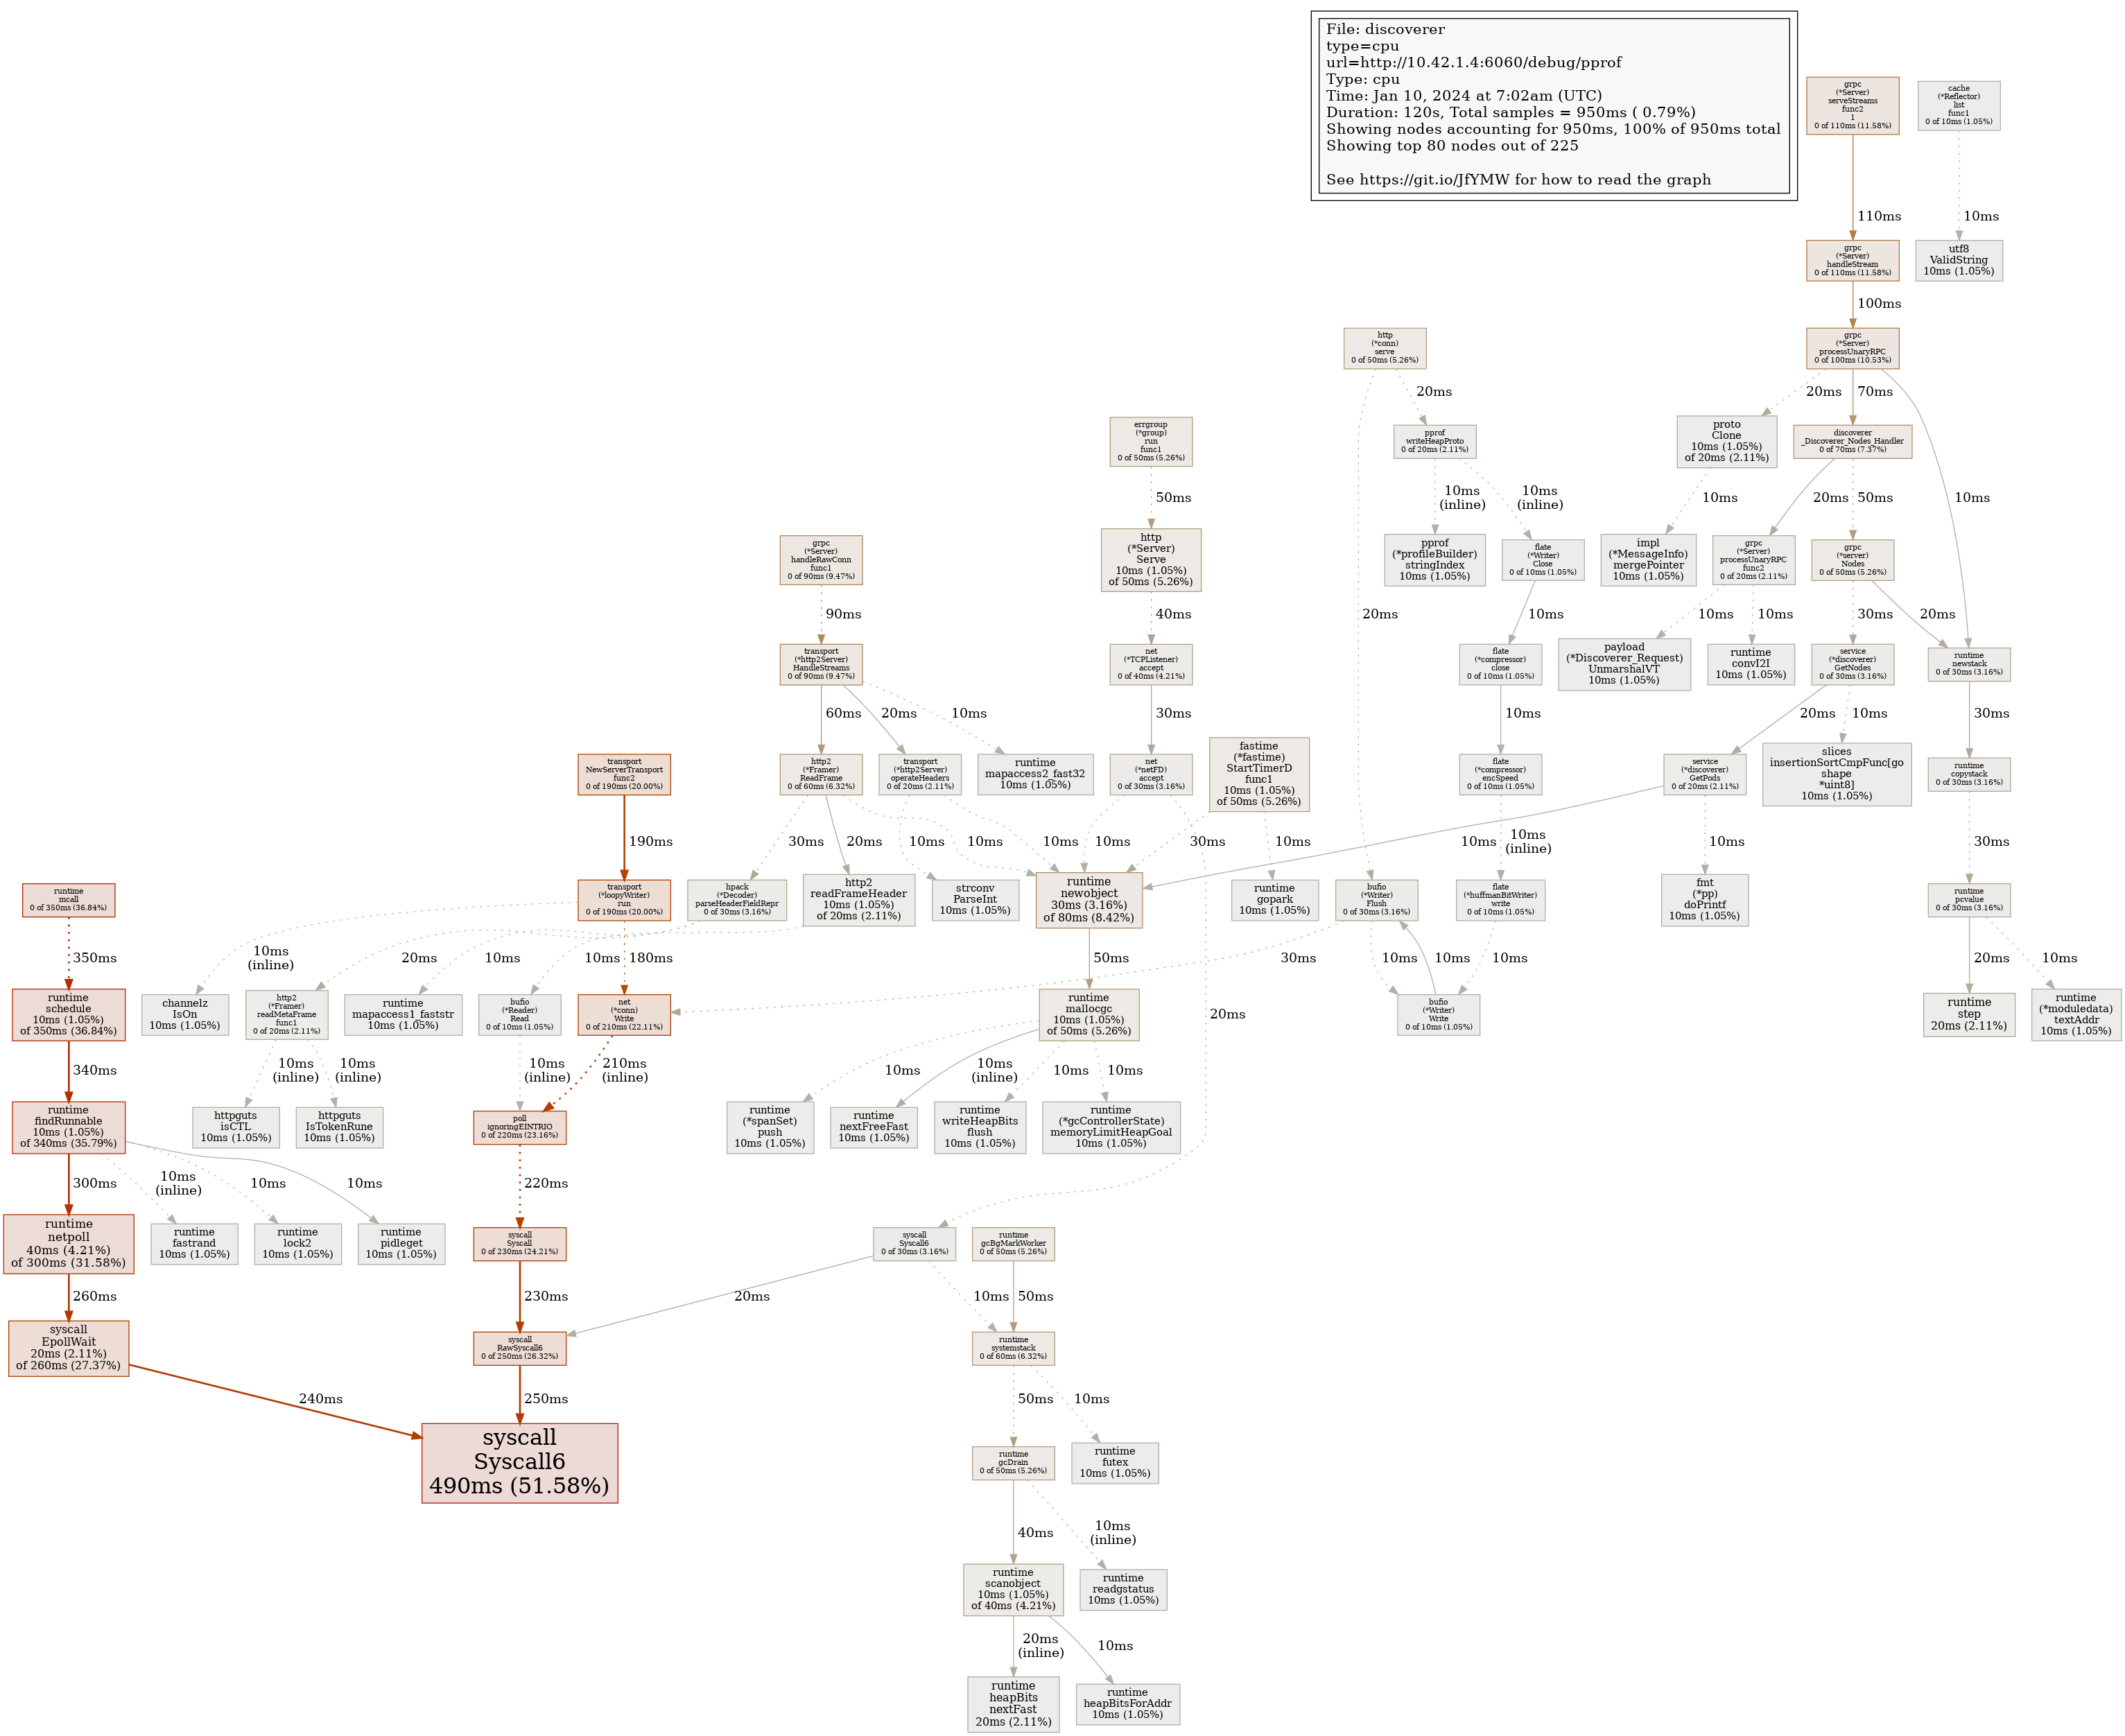 File: discoverer
type=cpu
url=http://10.42.1.4:6060/debug/pprof
Type: cpu
Time: Jan 10, 2024 at 7:02am (UTC)
Duration: 120s, Total samples = 950ms ( 0.79%)
Showing nodes accounting for 950ms, 100% of 950ms total
Showing top 80 nodes out of 225
See https://git.io/JfYMW for how to read the graph
grpc
(*Server)
serveStreams
func2
1
0 of 110ms (11.58%)
cache
(*Reflector)
list
func1
0 of 10ms (1.05%)
110ms
10ms
grpc
(*Server)
handleStream
0 of 110ms (11.58%)
utf8
ValidString
10ms (1.05%)
100ms
http
(*conn)
serve
0 of 50ms (5.26%)
grpc
(*Server)
processUnaryRPC
0 of 100ms (10.53%)
20ms
20ms
70ms
errgroup
(*group)
run
func1
0 of 50ms (5.26%)
pprof
writeHeapProto
0 of 20ms (2.11%)
proto
Clone
10ms (1.05%)
of 20ms (2.11%)
discoverer
_Discoverer_Nodes_Handler
0 of 70ms (7.37%)
50ms
10ms
(inline)
10ms
(inline)
10ms
20ms
50ms
10ms
grpc
(*Server)
handleRawConn
func1
0 of 90ms (9.47%)
http
(*Server)
Serve
10ms (1.05%)
of 50ms (5.26%)
pprof
(*profileBuilder)
stringIndex
10ms (1.05%)
flate
(*Writer)
Close
0 of 10ms (1.05%)
impl
(*MessageInfo)
mergePointer
10ms (1.05%)
grpc
(*Server)
processUnaryRPC
func2
0 of 20ms (2.11%)
grpc
(*server)
Nodes
0 of 50ms (5.26%)
90ms
40ms
20ms
10ms
10ms
10ms
30ms
20ms
transport
(*http2Server)
HandleStreams
0 of 90ms (9.47%)
net
(*TCPListener)
accept
0 of 40ms (4.21%)
flate
(*compressor)
close
0 of 10ms (1.05%)
payload
(*Discoverer_Request)
UnmarshalVT
10ms (1.05%)
runtime
convI2I
10ms (1.05%)
service
(*discoverer)
GetNodes
0 of 30ms (3.16%)
runtime
newstack
0 of 30ms (3.16%)
60ms
20ms
10ms
30ms
10ms
20ms
10ms
30ms
transport
NewServerTransport
func2
0 of 190ms (20.00%)
http2
(*Framer)
ReadFrame
0 of 60ms (6.32%)
transport
(*http2Server)
operateHeaders
0 of 20ms (2.11%)
runtime
mapaccess2_fast32
10ms (1.05%)
net
(*netFD)
accept
0 of 30ms (3.16%)
fastime
(*fastime)
StartTimerD
func1
10ms (1.05%)
of 50ms (5.26%)
flate
(*compressor)
encSpeed
0 of 10ms (1.05%)
service
(*discoverer)
GetPods
0 of 20ms (2.11%)
slices
insertionSortCmpFunc[go
shape
*uint8]
10ms (1.05%)
runtime
copystack
0 of 30ms (3.16%)
190ms
30ms
20ms
10ms
10ms
10ms
10ms
30ms
10ms
10ms
10ms
(inline)
10ms
30ms
runtime
mcall
0 of 350ms (36.84%)
transport
(*loopyWriter)
run
0 of 190ms (20.00%)
hpack
(*Decoder)
parseHeaderFieldRepr
0 of 30ms (3.16%)
http2
readFrameHeader
10ms (1.05%)
of 20ms (2.11%)
strconv
ParseInt
10ms (1.05%)
runtime
newobject
30ms (3.16%)
of 80ms (8.42%)
runtime
gopark
10ms (1.05%)
bufio
(*Writer)
Flush
0 of 30ms (3.16%)
flate
(*huffmanBitWriter)
write
0 of 10ms (1.05%)
fmt
(*pp)
doPrintf
10ms (1.05%)
runtime
pcvalue
0 of 30ms (3.16%)
350ms
10ms
(inline)
20ms
10ms
10ms
180ms
50ms
30ms
10ms
10ms
10ms
20ms
10ms
runtime
schedule
10ms (1.05%)
of 350ms (36.84%)
channelz
IsOn
10ms (1.05%)
http2
(*Framer)
readMetaFrame
func1
0 of 20ms (2.11%)
runtime
mapaccess1_faststr
10ms (1.05%)
bufio
(*Reader)
Read
0 of 10ms (1.05%)
net
(*conn)
Write
0 of 210ms (22.11%)
runtime
mallocgc
10ms (1.05%)
of 50ms (5.26%)
20ms
bufio
(*Writer)
Write
0 of 10ms (1.05%)
runtime
step
20ms (2.11%)
runtime
(*moduledata)
textAddr
10ms (1.05%)
340ms
10ms
(inline)
10ms
(inline)
10ms
(inline)
210ms
(inline)
10ms
10ms
(inline)
10ms
10ms
runtime
findRunnable
10ms (1.05%)
of 340ms (35.79%)
httpguts
isCTL
10ms (1.05%)
httpguts
IsTokenRune
10ms (1.05%)
poll
ignoringEINTRIO
0 of 220ms (23.16%)
runtime
(*spanSet)
push
10ms (1.05%)
runtime
nextFreeFast
10ms (1.05%)
runtime
writeHeapBits
flush
10ms (1.05%)
runtime
(*gcControllerState)
memoryLimitHeapGoal
10ms (1.05%)
300ms
10ms
(inline)
10ms
10ms
220ms
runtime
netpoll
40ms (4.21%)
of 300ms (31.58%)
runtime
fastrand
10ms (1.05%)
runtime
lock2
10ms (1.05%)
runtime
pidleget
10ms (1.05%)
syscall
Syscall
0 of 230ms (24.21%)
syscall
Syscall6
0 of 30ms (3.16%)
runtime
gcBgMarkWorker
0 of 50ms (5.26%)
260ms
230ms
20ms
10ms
50ms
syscall
EpollWait
20ms (2.11%)
of 260ms (27.37%)
syscall
RawSyscall6
0 of 250ms (26.32%)
runtime
systemstack
0 of 60ms (6.32%)
240ms
250ms
50ms
10ms
syscall
Syscall6
490ms (51.58%)
runtime
gcDrain
0 of 50ms (5.26%)
runtime
futex
10ms (1.05%)
40ms
10ms
(inline)
runtime
scanobject
10ms (1.05%)
of 40ms (4.21%)
runtime
readgstatus
10ms (1.05%)
20ms
(inline)
10ms
runtime
heapBits
nextFast
20ms (2.11%)
runtime
heapBitsForAddr
10ms (1.05%)